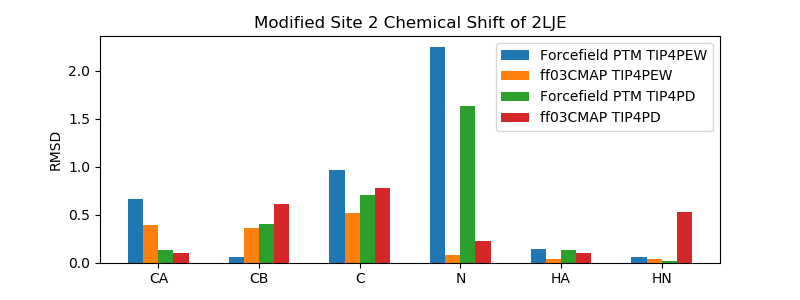 Modified Site 2 Chemical Shift of 2LJE
Forcefield PTM TIP4PEW
ff03CMAP TIP4PEW
Forcefield PTM TIP4PD
ff03CMAP TIP4PD
RMSD
2.0
1.5
1.0
0.5
0.0
CA CB C N HA HN